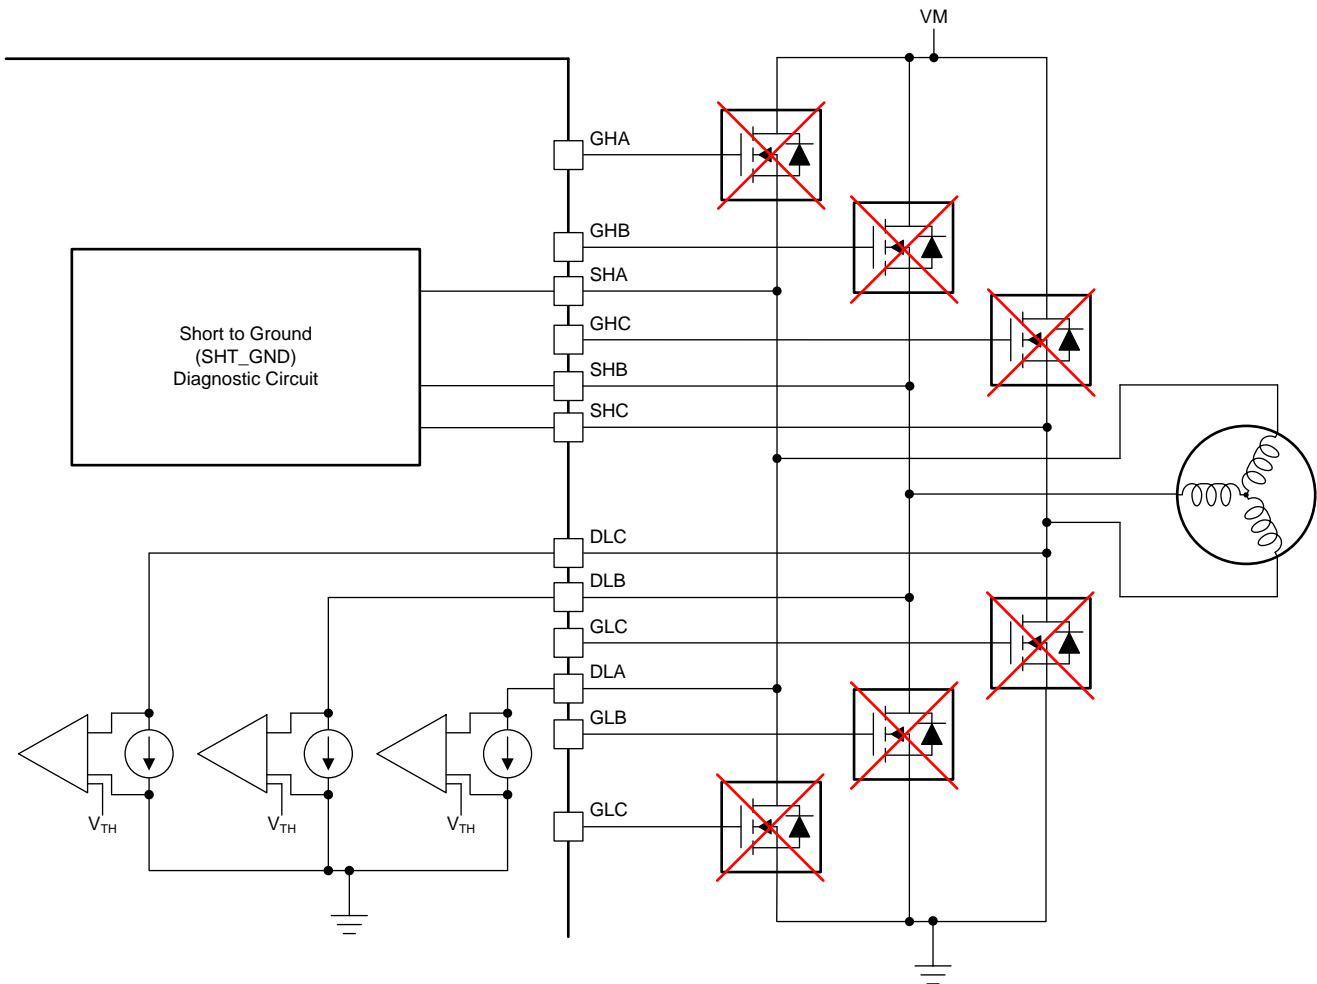 VM
GHA
GHB
SHA
Short to Ground
(SHT_GND)
Diagnostic Circuit
GHC
SHB
SHC
DLC
DLB
GLC
DLA
GLB
GLC
VTH
VTH
VTH